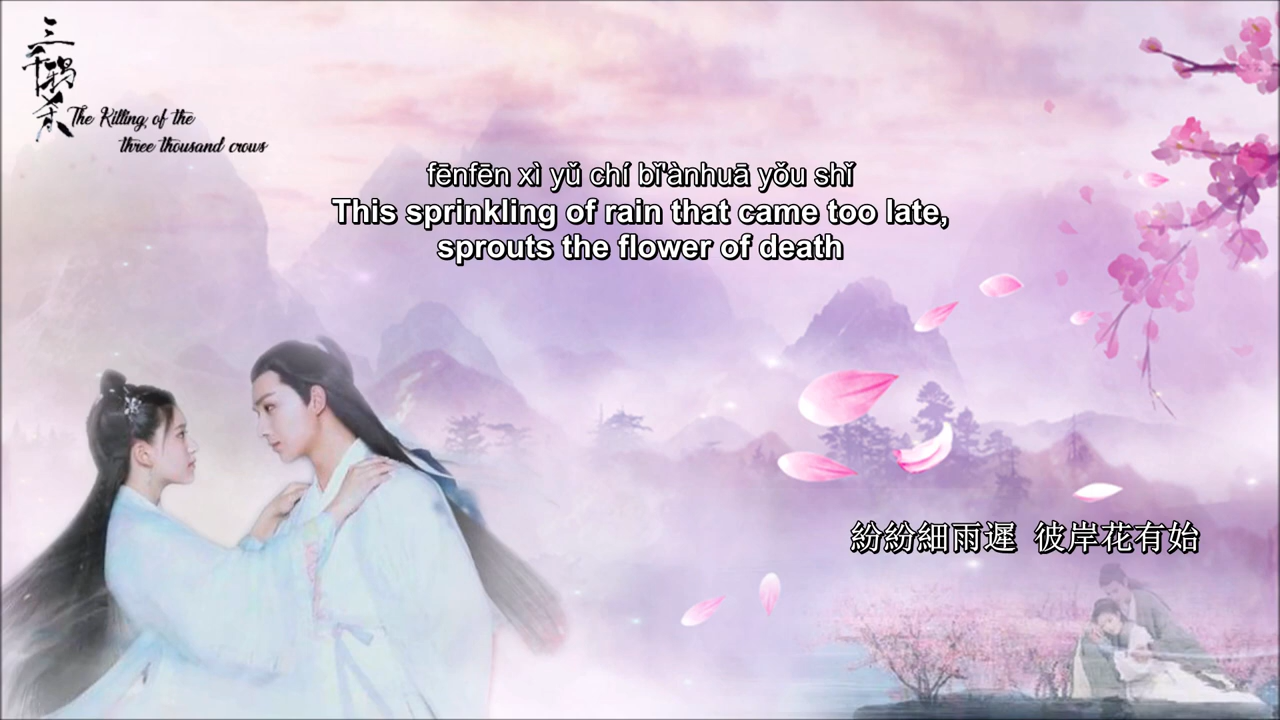 三千鸦杀
The Killing of the
three thousand crows
fēnfēn xì yǔ chí bǐ'ànhuā yǒu shǐ
This sprinkling of rain that came too late,
sprouts the flower of death
紛紛細雨遲 彼岸花有始